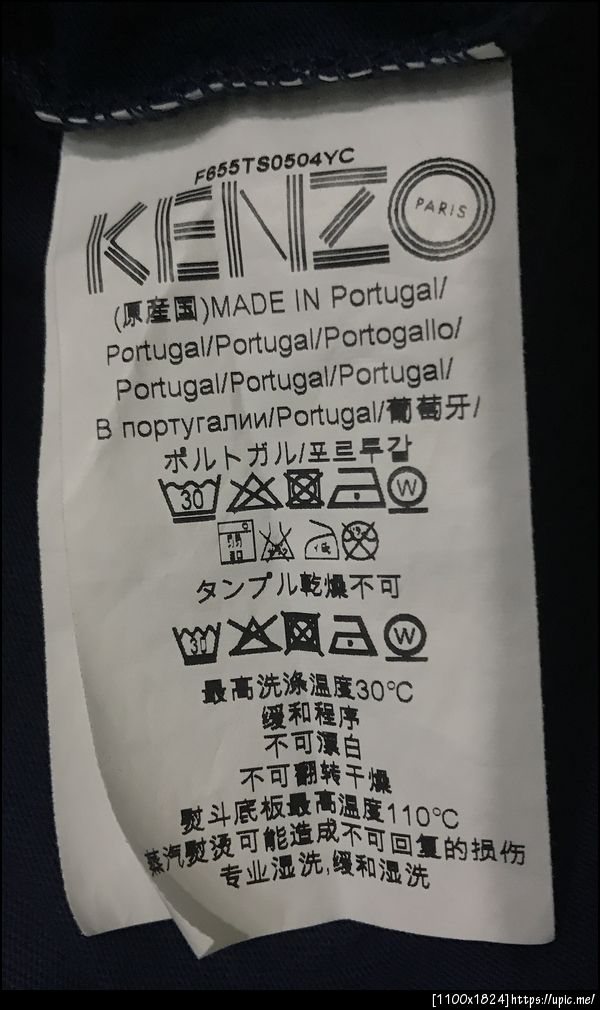 F655TS0504YC
KENZO PARIS
(原産国)MADE IN Portugal/
Portugal/Portugal/Portogallo/
Portugal/Portugal/Portugal/
В португалии/Portugal/葡萄牙/
ポルトガル/포르투갈
30 W
タンプル乾燥不可
30 W
最高洗涤温度30℃
缓和程序
不可漂白
不可翻转干燥
熨斗底板最高温度110℃
蒸汽熨烫可能造成不可回复的损伤
专业湿洗,缓和湿洗
[1100x1824]https://upic.me/